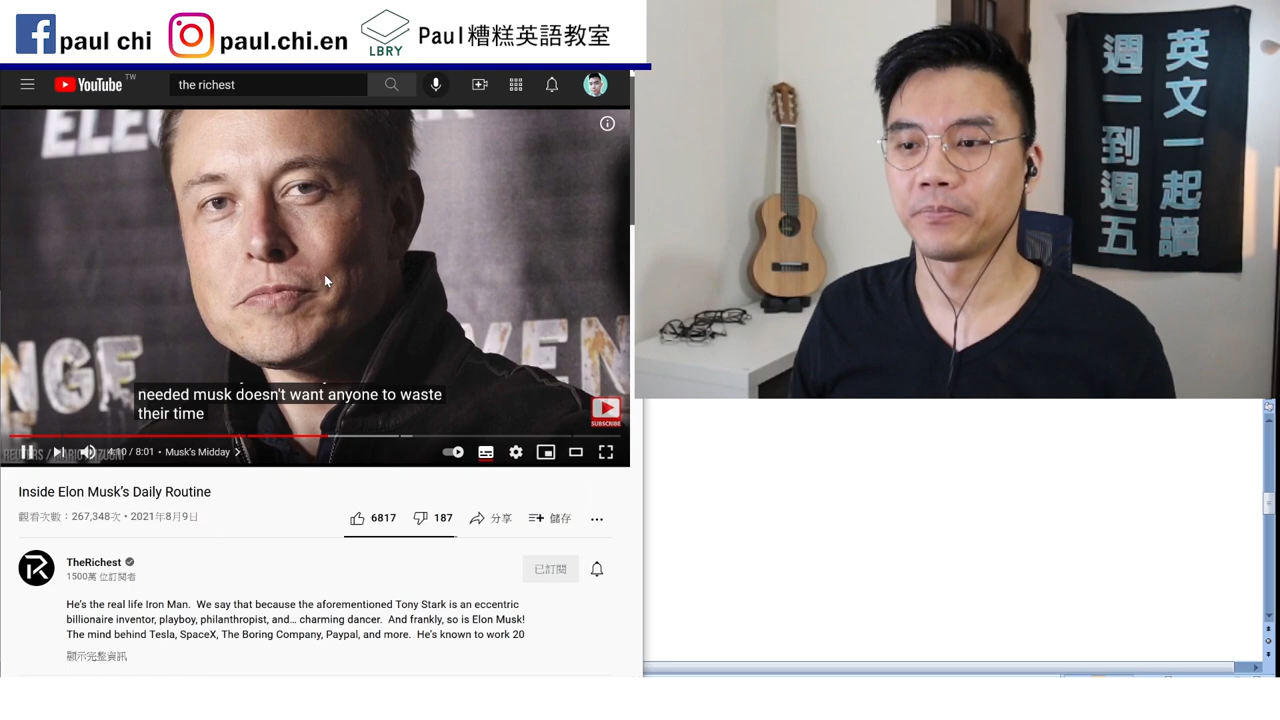 paul chi
paul.chi.en
LBRY
Paul糟糕英語教室
YouTube TW
the richest
needed musk doesn't want anyone to waste
their time
SUBSCRIBE
4:10 / 8:01 • Musk's Midday
Inside Elon Musk's Daily Routine
觀看次數：267,348次 • 2021年8月9日
6817
187
分享
儲存
TheRichest
1500萬 位訂閱者
已訂閱
He's the real life Iron Man. We say that because the aforementioned Tony Stark is an eccentric
billionaire inventor, playboy, philanthropist, and… charming dancer. And frankly, so is Elon Musk!
The mind behind Tesla, SpaceX, The Boring Company, Paypal, and more. He's known to work 20
顯示完整資訊
英文一起讀
週一到週五